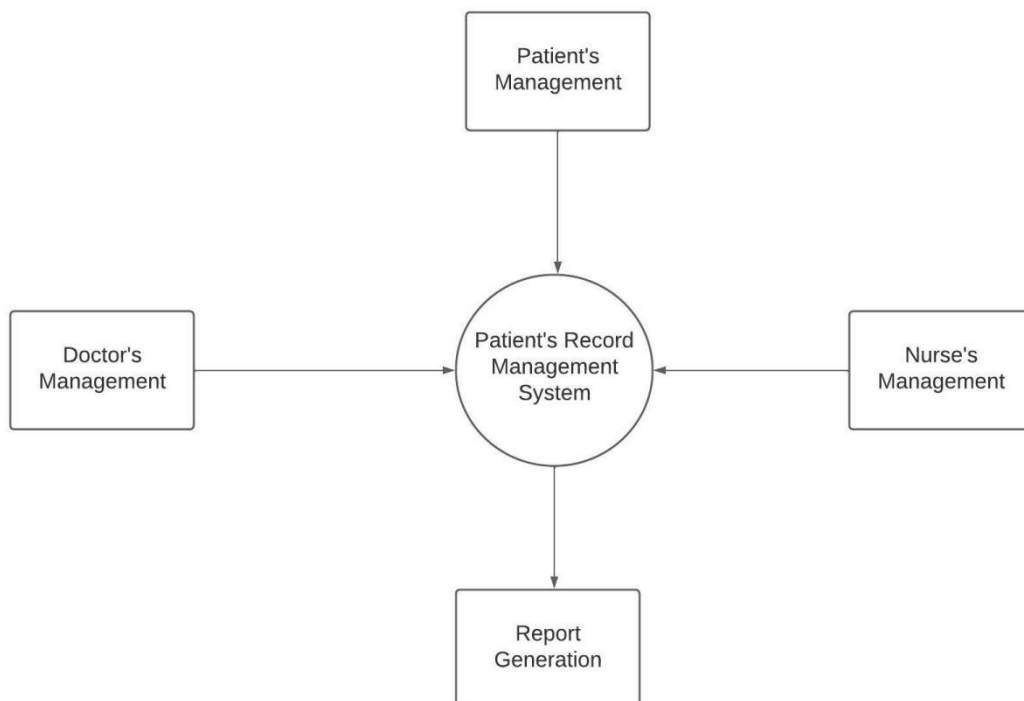 Patient's
Management
Doctor's
Management
Patient's Record
Management
System
Nurse's
Management
Report
Generation